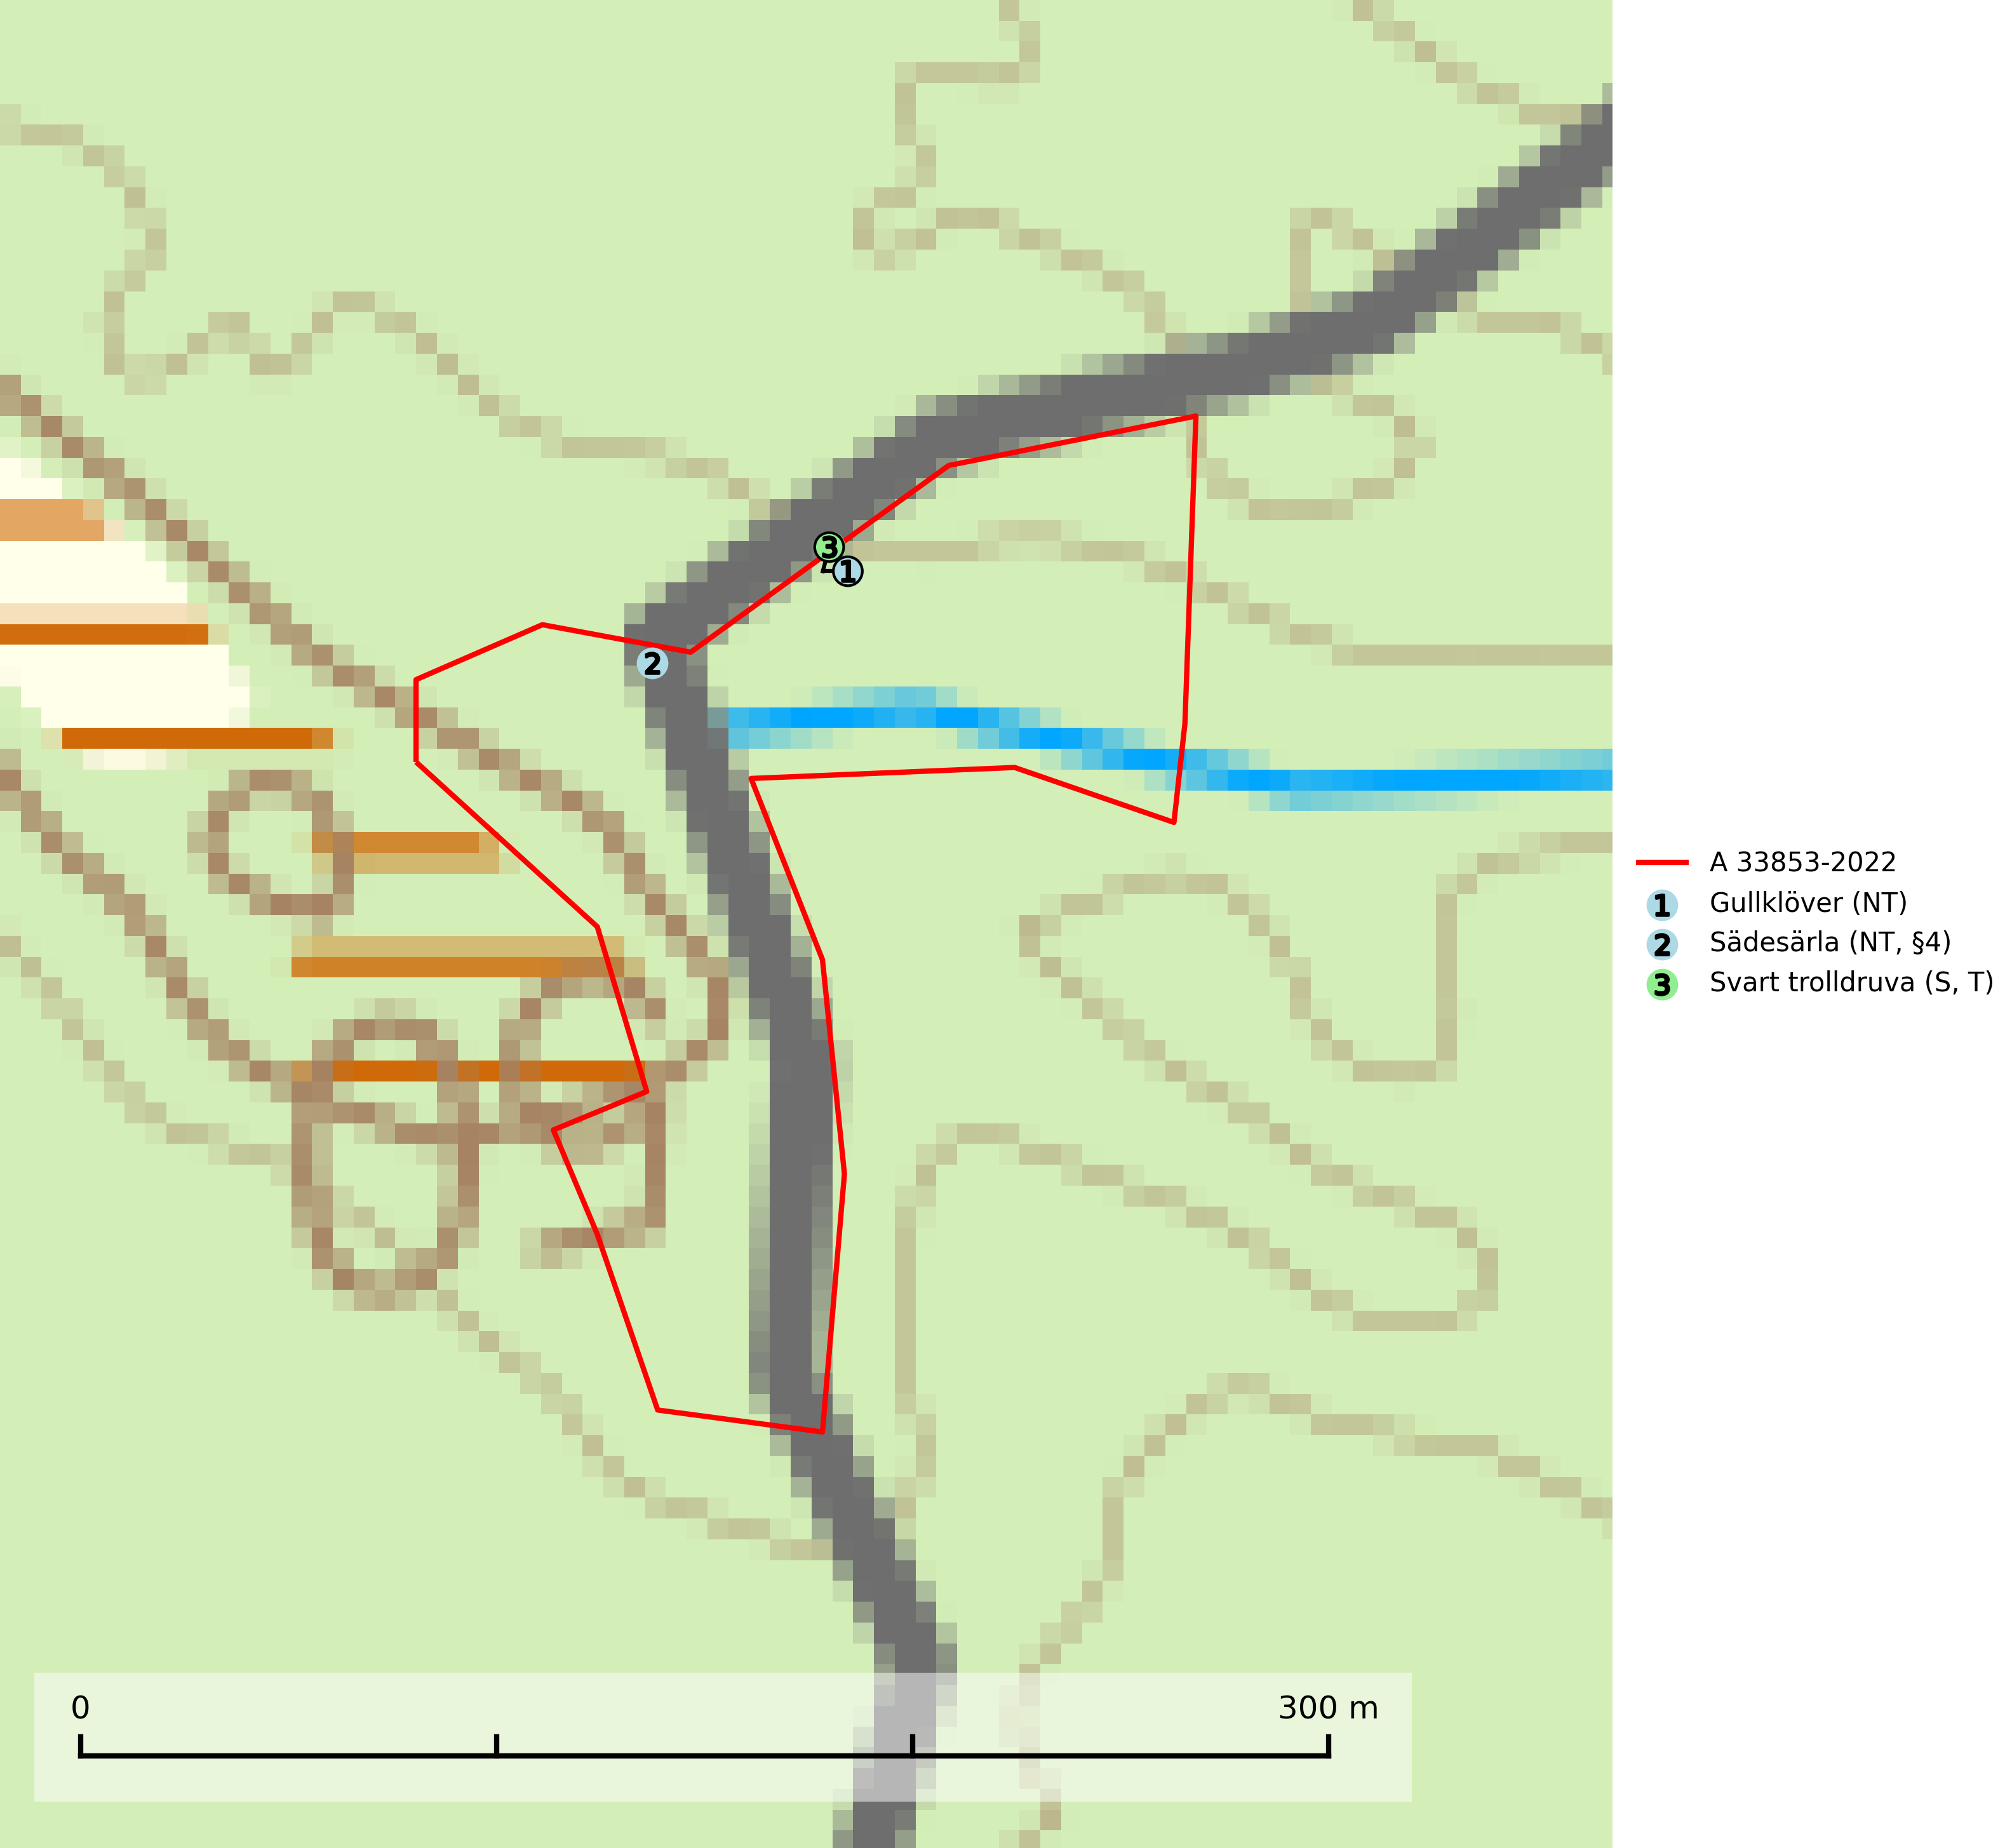 3
1
2
A 33853-2022
1 Gullklöver (NT)
2 Sädesärla (NT, §4)
3 Svart trolldruva (S, T)
0 300 m